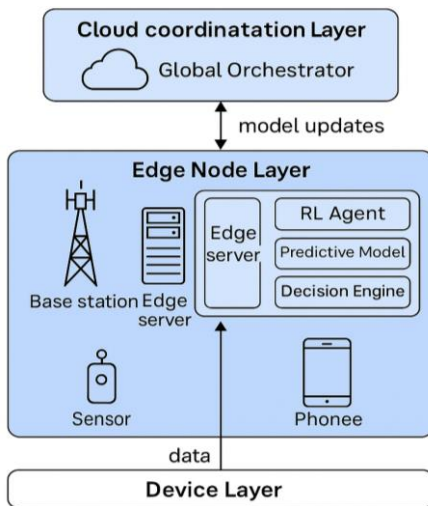 Cloud coordinatation Layer
Global Orchestrator
model updates
Edge Node Layer
Base station
Edge
server
Edge
server
RL Agent
Predictive Model
Decision Engine
Sensor
Phonee
data
Device Layer